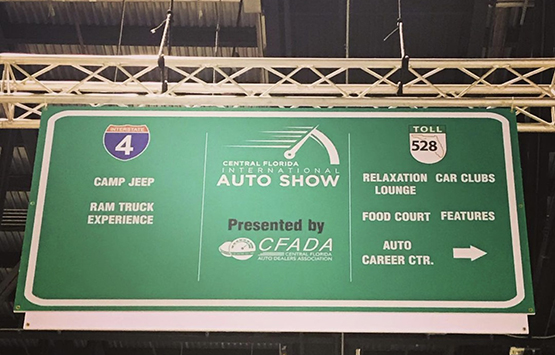 INTERSTATE
4
CAMP JEEP
RAM TRUCK
EXPERIENCE
CENTRAL FLORIDA
INTERNATIONAL
AUTO SHOW
Presented by
CFADA
CENTRAL FLORIDA
AUTO DEALERS ASSOCIATION
TOLL
528
RELAXATION
LOUNGE
CAR CLUBS
FOOD COURT
FEATURES
AUTO
CAREER CTR.